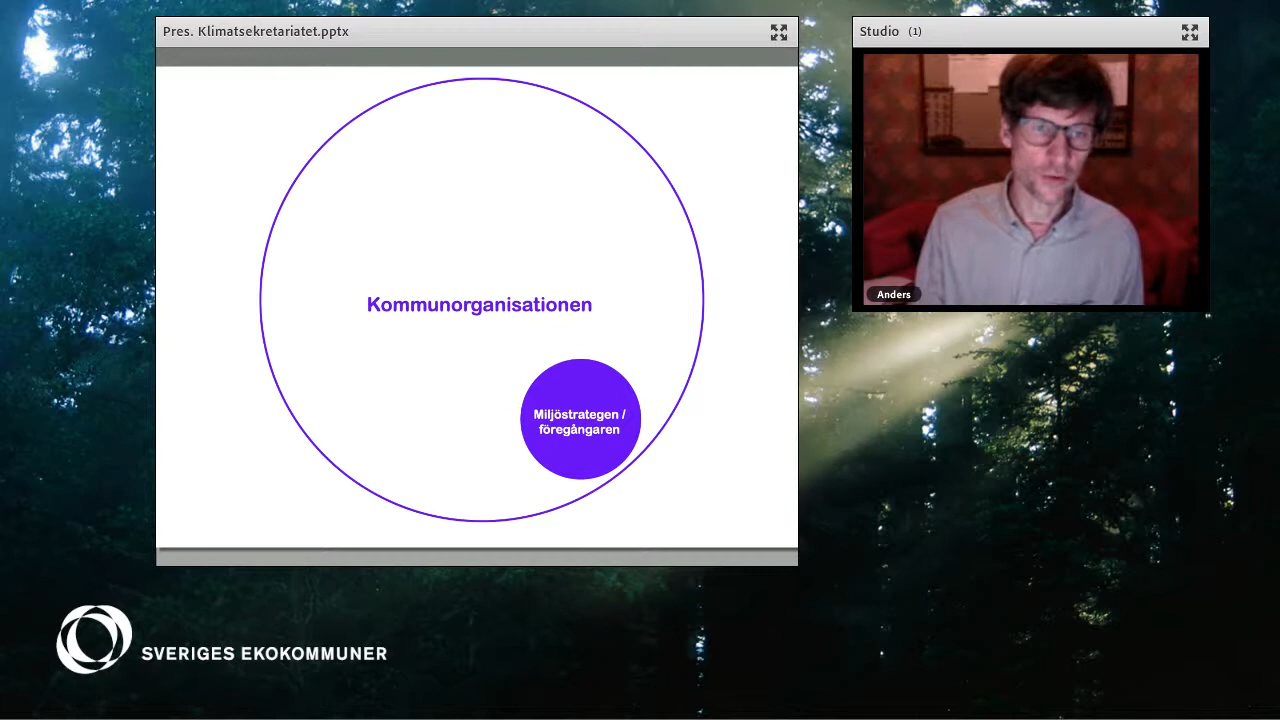 Pres. Klimatsekretariatet.pptx
Studio (1)
Kommunorganisationen
Miljöstrategen /
föregångaren
Anders
SVERIGES EKOKOMMUNER